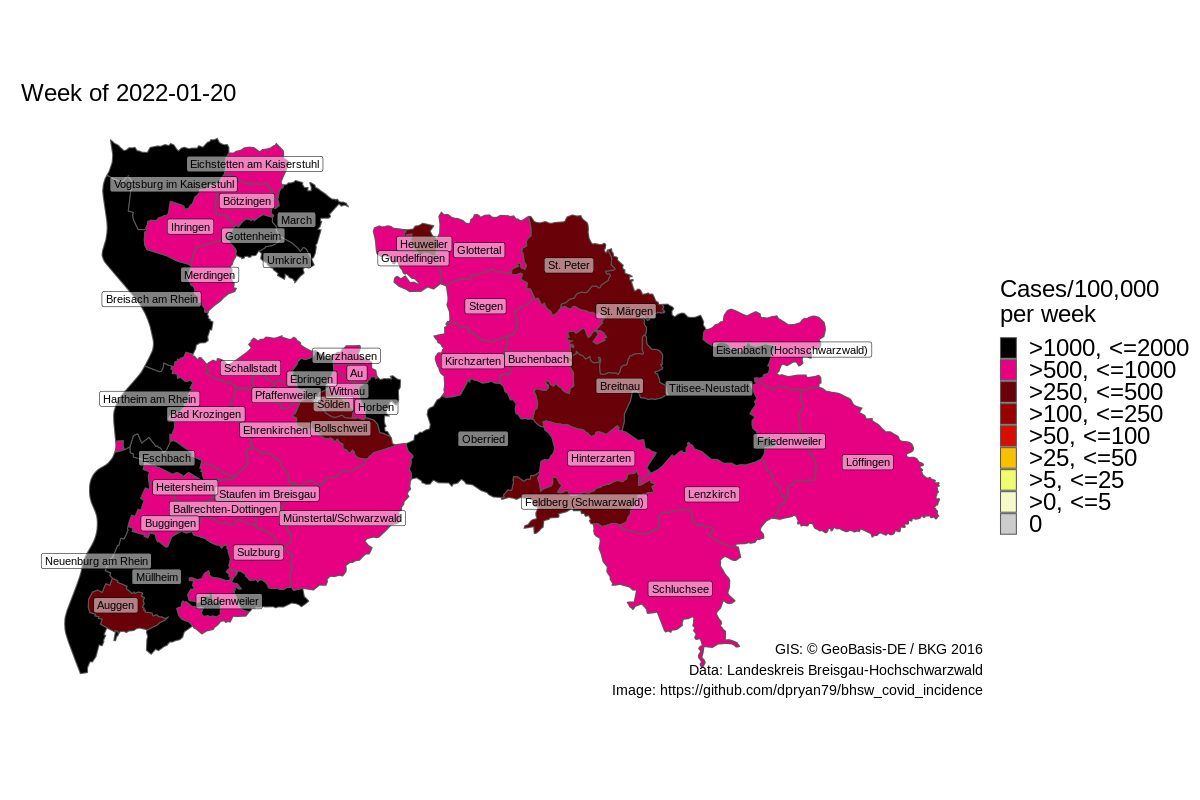 Week of 2022-01-20
Eichstetten am Kaiserstuhl
Vogtsburg im Kaiserstuhl
Bötzingen
March
Ihringen
Gottenheim
Umkirch
Merdingen
Breisach am Rhein
Heuweiler
Gundelfingen
Glottertal
St. Peter
Stegen
St. Märgen
Kirchzarten
Buchenbach
Eisenbach (Hochschwarzwald)
Breitnau
Titisee-Neustadt
Merzhausen
Schallstadt
Au
Ebringen
Wittnau
Pfaffenweiler
Sölden
Horben
Hartheim am Rhein
Bad Krozingen
Ehrenkirchen
Bollschweil
Oberried
Friedenweiler
Löffingen
Eschbach
Hinterzarten
Heitersheim
Staufen im Breisgau
Ballrechten-Dottingen
Münstertal/Schwarzwald
Buggingen
Feldberg (Schwarzwald)
Lenzkirch
Sulzburg
Neuenburg am Rhein
Müllheim
Badenweiler
Auggen
Schluchsee
Cases/100,000
per week
>1000, <=2000
>500, <=1000
>250, <=500
>100, <=250
>50, <=100
>25, <=50
>5, <=25
>0, <=5
0
GIS: © GeoBasis-DE / BKG 2016
Data: Landeskreis Breisgau-Hochschwarzwald
Image: https://github.com/dpryan79/bhsw_covid_incidence